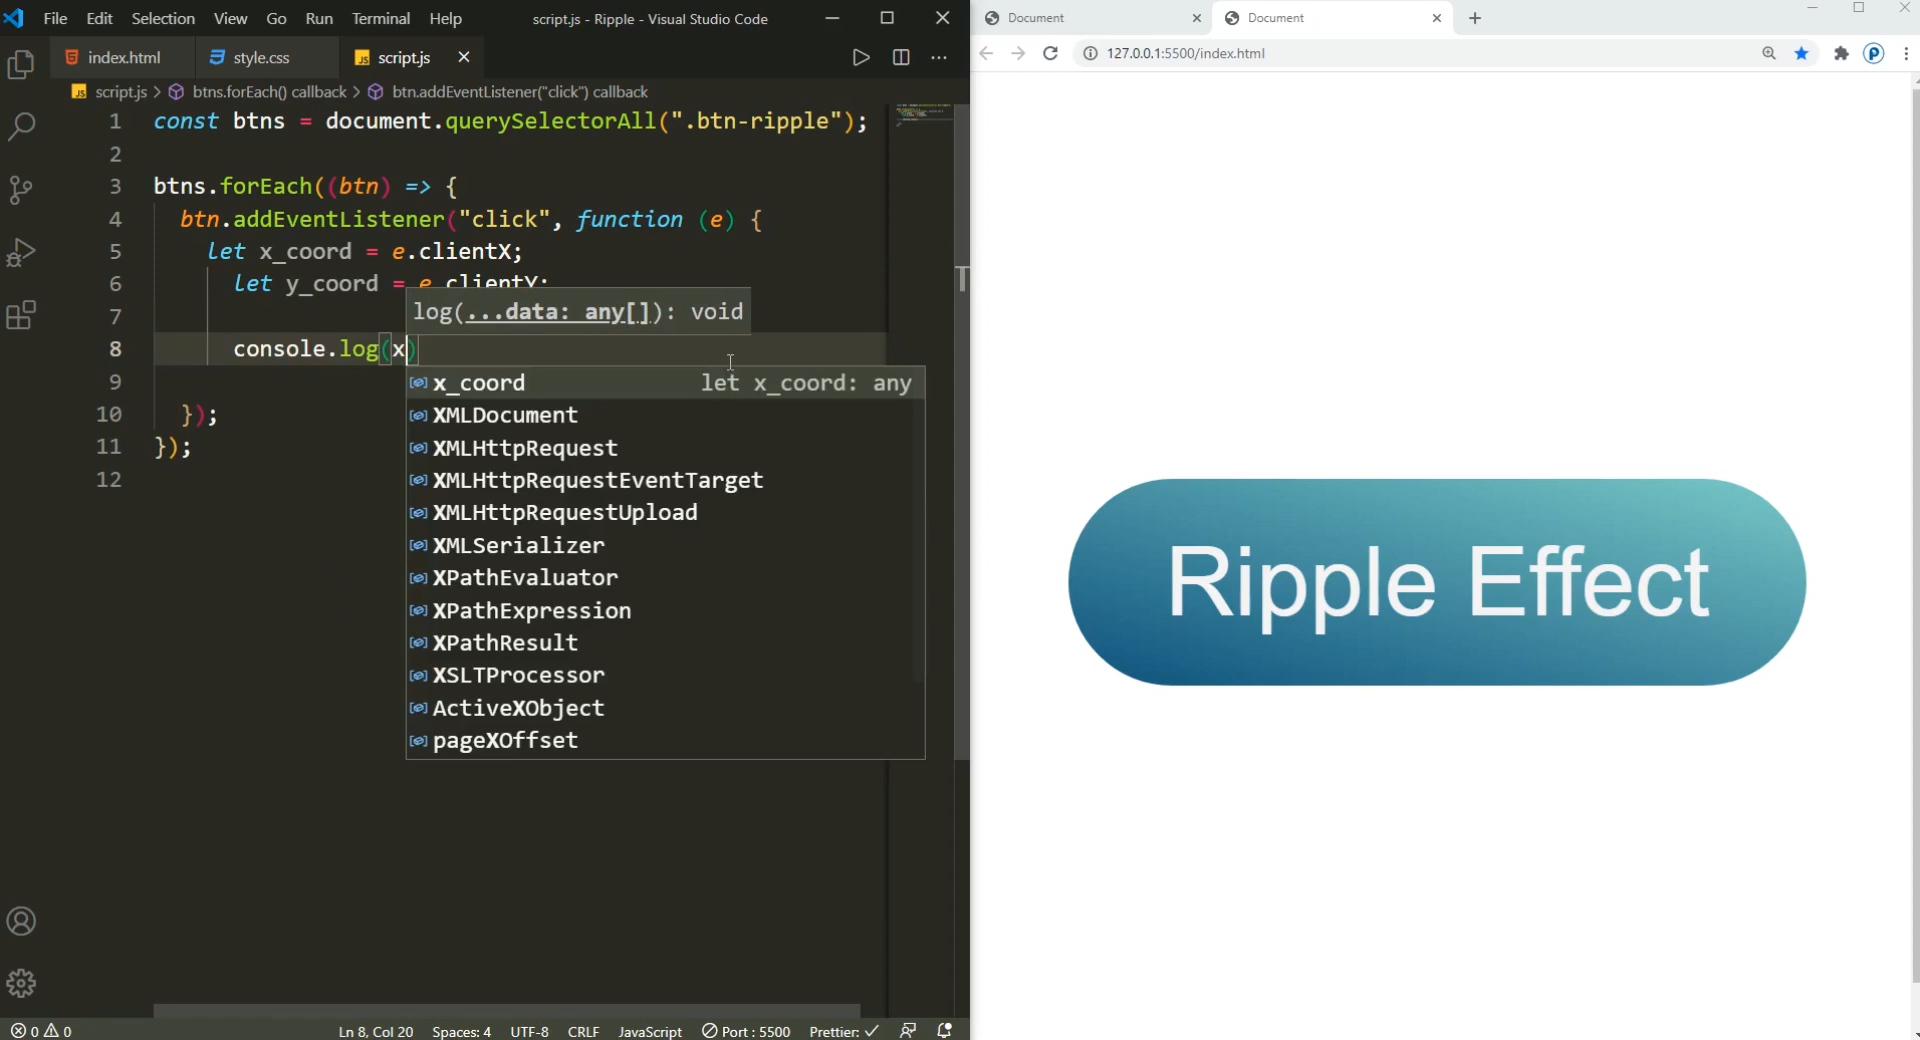 File Edit Selection View Go Run Terminal Help script.js - Ripple - Visual Studio Code
index.html style.css script.js
script.js > btns.forEach() callback > btn.addEventListener("click") callback
1 const btns = document.querySelectorAll(".btn-ripple");
2
3 btns.forEach((btn) => {
4 btn.addEventListener("click", function (e) {
5 let x_coord = e.clientX;
6 let y_coord = e.clientY;
log(...data: any[]): void
7
8 console.log(x)
x_coord let x_coord: any
9
XMLDocument
10 });
XMLHttpRequest
11 });
XMLHttpRequestEventTarget
12
XMLHttpRequestUpload
XMLSerializer
XPathEvaluator
XPathExpression
XPathResult
XSLTProcessor
ActiveXObject
pageXOffset
0 0 Ln 8, Col 20 Spaces: 4 UTF-8 CRLF JavaScript Port : 5500 Prettier: ✓
Document Document
127.0.0.1:5500/index.html
P
Ripple Effect